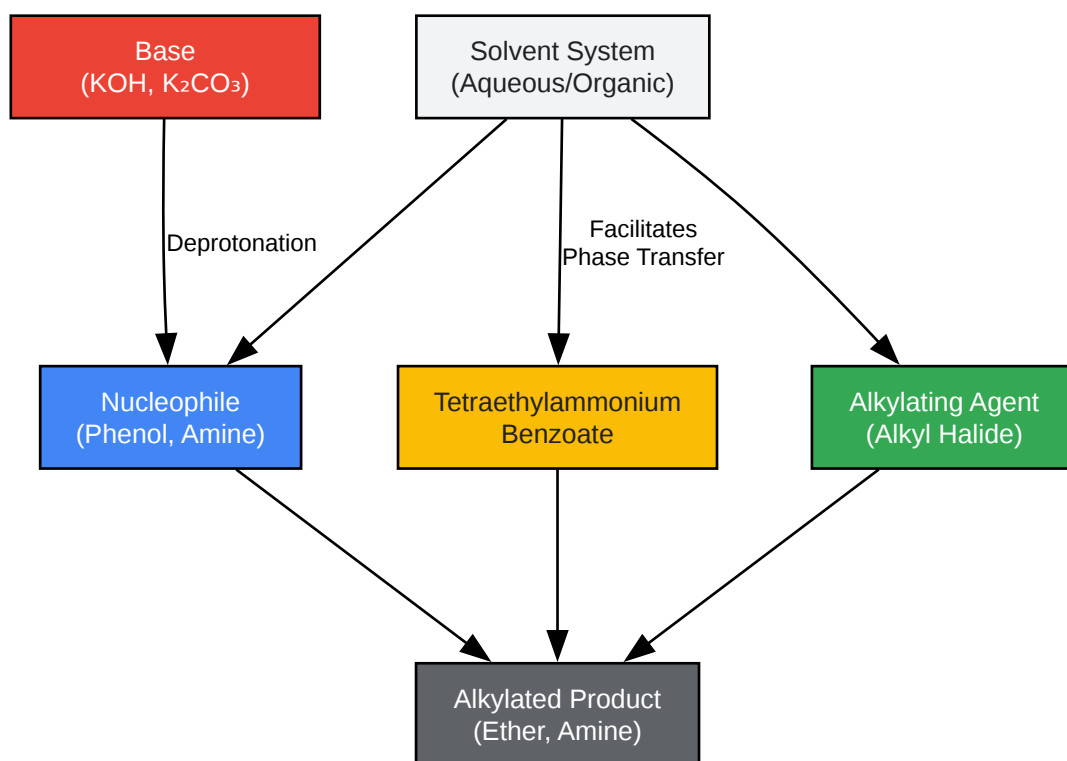 Base
(KOH, K₂CO₃)
Solvent System
(Aqueous/Organic)
Deprotonation
Facilitates
Phase Transfer
Nucleophile
(Phenol, Amine)
Tetraethylammonium
Benzoate
Alkylating Agent
(Alkyl Halide)
Alkylated Product
(Ether, Amine)